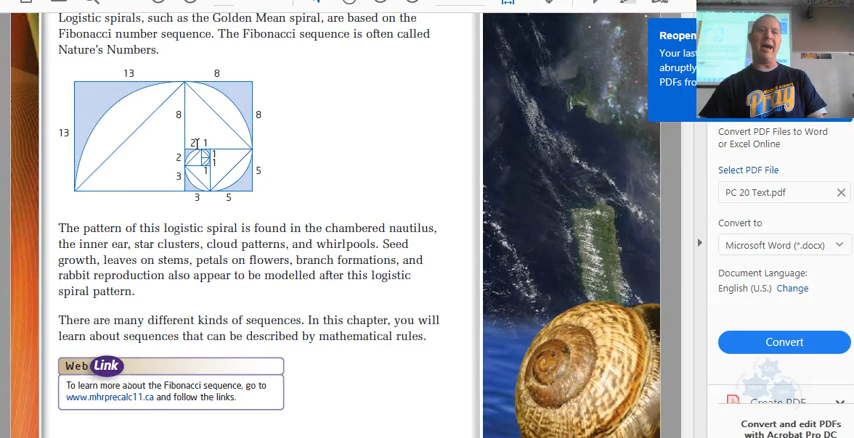 Logistic spirals, such as the Golden Mean spiral, are based on the
Fibonacci number sequence. The Fibonacci sequence is often called
Nature's Numbers.
13
8
13
8
8
2
1
1
1
2
1
3
5
3
5
The pattern of this logistic spiral is found in the chambered nautilus,
the inner ear, star clusters, cloud patterns, and whirlpools. Seed
growth, leaves on stems, petals on flowers, branch formations, and
rabbit reproduction also appear to be modelled after this logistic
spiral pattern.
There are many different kinds of sequences. In this chapter, you will
learn about sequences that can be described by mathematical rules.
Web Link
To learn more about the Fibonacci sequence, go to
www.mhrprecalc11.ca and follow the links.
Reopen
Your las
abruptly
PDFs fro
Pray
Convert PDF Files to Word
or Excel Online
Select PDF File
PC 20 Text.pdf
Convert to
Microsoft Word (*.docx)
Document Language:
English (U.S.) Change
Convert
Create PDF
Convert and edit PDFs
with Acrobat Pro DC